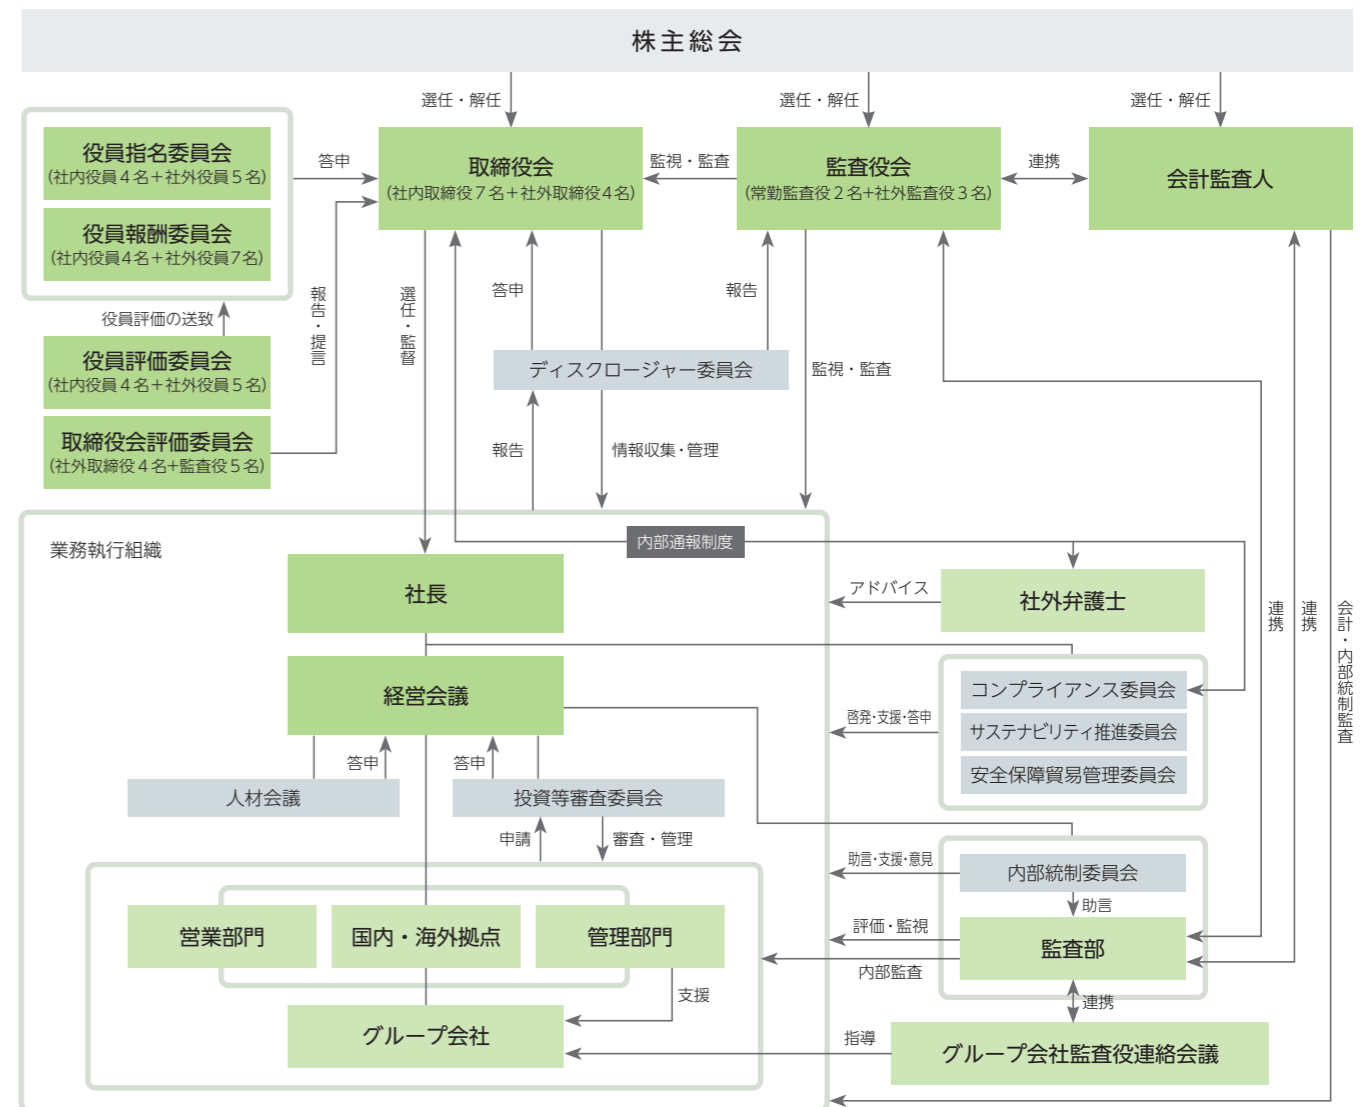 株主総会
選任・解任
選任・解任
選任・解任
役員指名委員会
(社内役員4名＋社外役員5名)
役員報酬委員会
(社内役員4名＋社外役員7名)
答申
取締役会
(社内取締役7名＋社外取締役4名)
監視・監査
監査役会
(常勤監査役2名+社外監査役3名)
連携
会計監査人
役員評価の送致
役員評価委員会
(社内役員4名＋社外役員5名)
取締役会評価委員会
(社外取締役4名+監査役5名)
報告・提言
選任・監督
答申
報告
ディスクロージャー委員会
監視・監査
報告
情報収集・管理
業務執行組織
内部通報制度
社長
アドバイス
社外弁護士
連携
連携
会計・内部統制監査
経営会議
啓発・支援・答申
コンプライアンス委員会
サステナビリティ推進委員会
安全保障貿易管理委員会
答申
答申
人材会議
投資等審査委員会
申請
審査・管理
助言・支援・意見
内部統制委員会
助言
営業部門
国内・海外拠点
管理部門
評価・監視
内部監査
監査部
支援
連携
グループ会社
指導
グループ会社監査役連絡会議